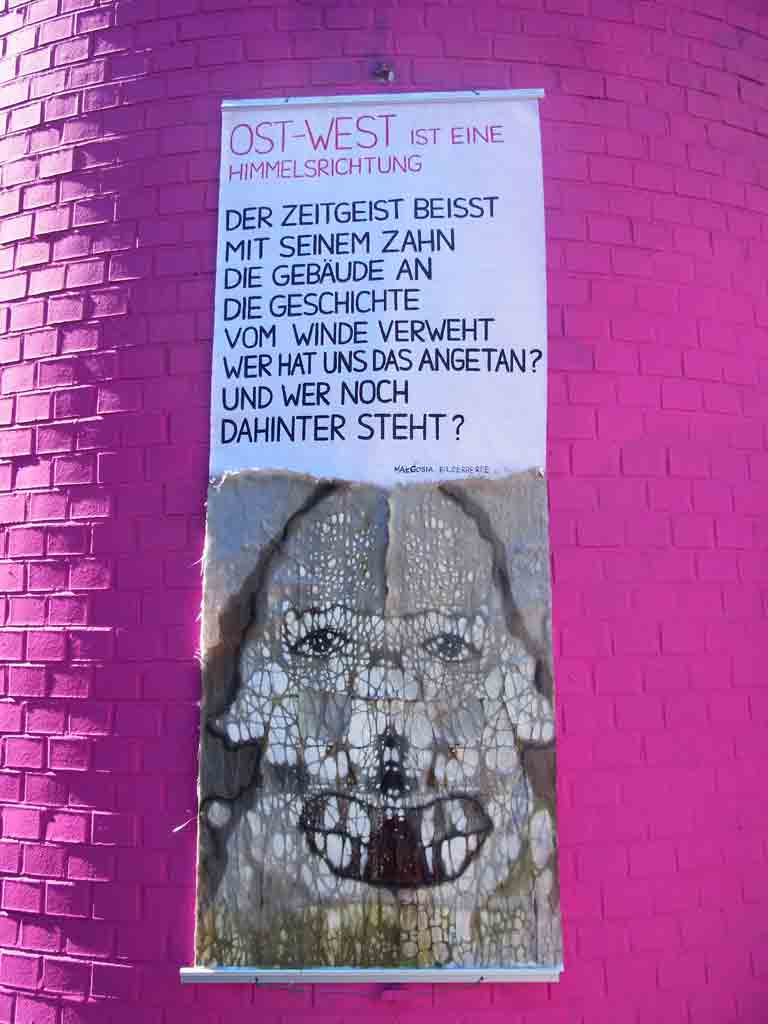 OST-WEST IST EINE
HIMMELSRICHTUNG
DER ZEITGEIST BEISST
MIT SEINEM ZAHN
DIE GEBÄUDE AN
DIE GESCHICHTE
VOM WINDE VERWEHT
WER HAT UNS DAS ANGETAN?
UND WER NOCH
DAHINTER STEHT?
MAŁGOSIA